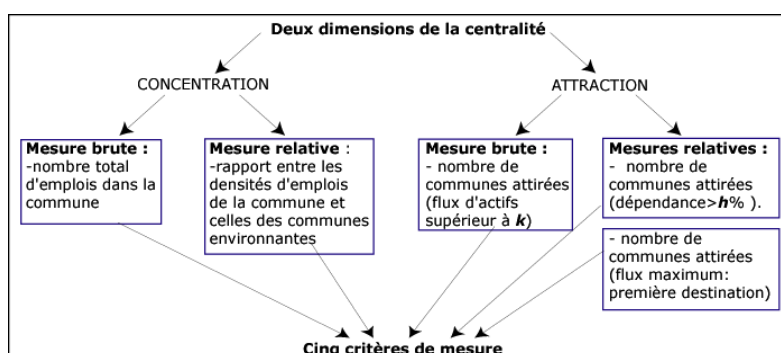 Deux dimensions de la centralité
CONCENTRATION
ATTRACTION
Mesure brute :
-nombre total
d'emplois dans la
commune
Mesure relative :
-rapport entre les
densités d'emplois
de la commune et
celles des communes
environnantes
Mesure brute :
- nombre de
communes attirées
(flux d'actifs
supérieur à k)
Mesures relatives :
- nombre de
communes attirées
(dépendance>h% ).
- nombre de
communes attirées
(flux maximum:
première destination)
Cinq critères de mesure